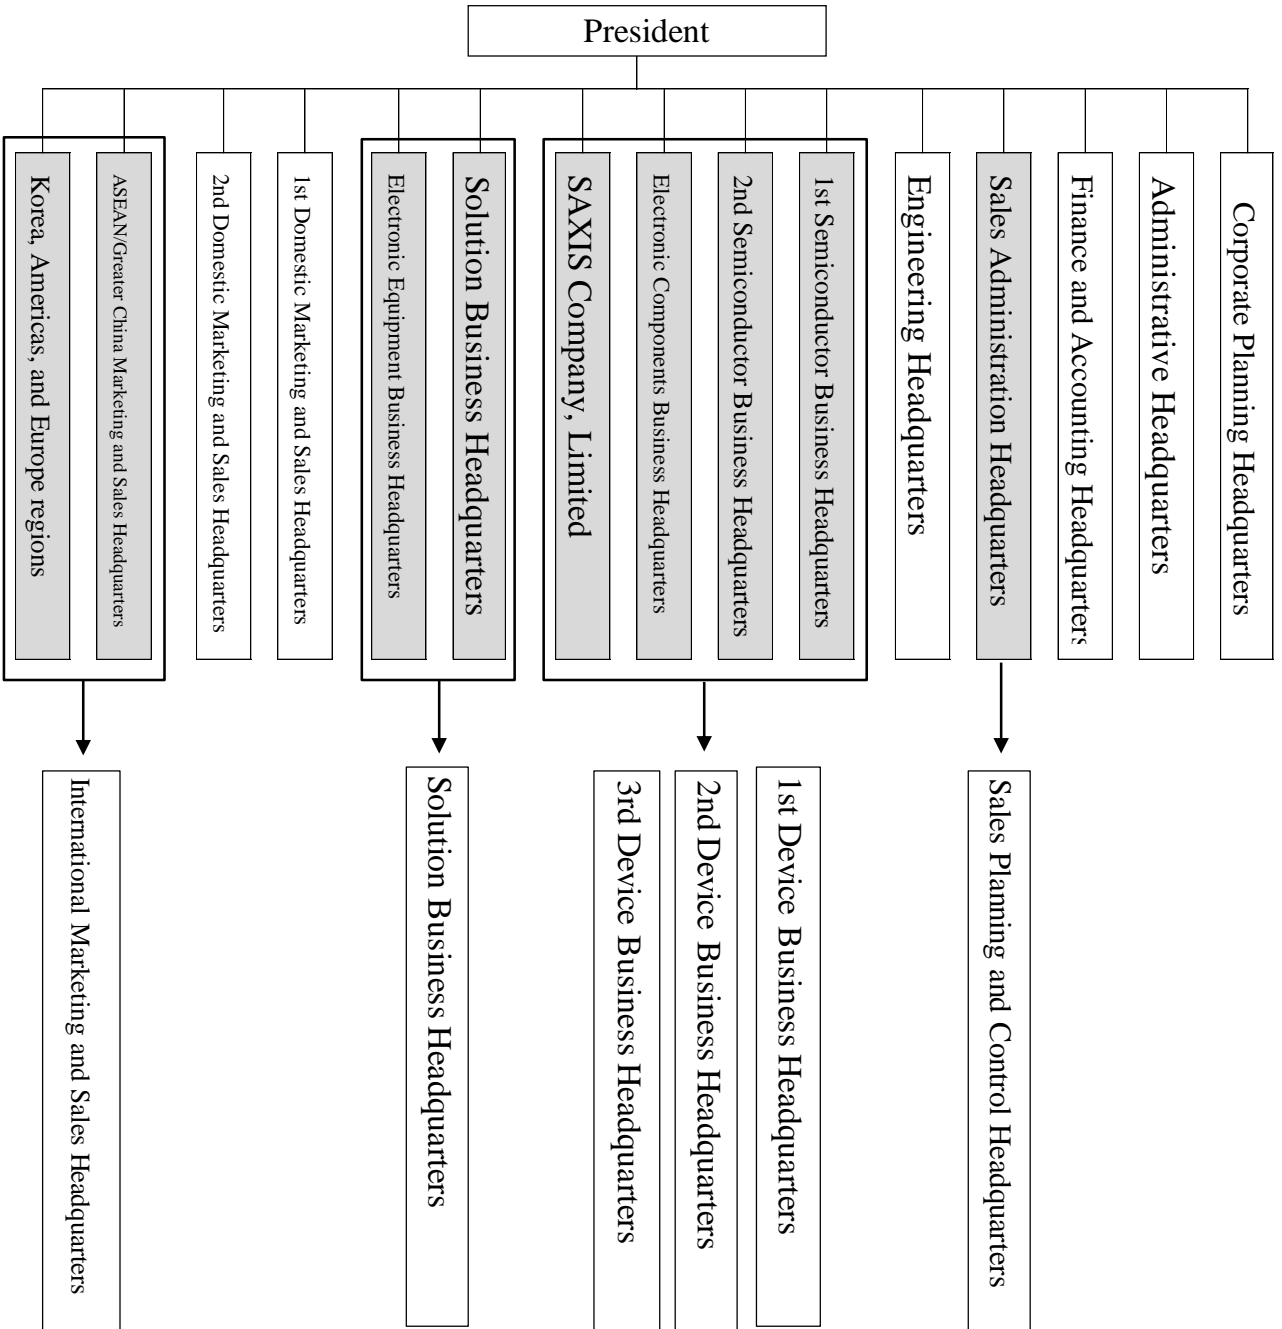 President
Korea, Americas, and Europe regions
ASEAN/Greater China Marketing and Sales Headquarters
2nd Domestic Marketing and Sales Headquarters
1st Domestic Marketing and Sales Headquarters
Electronic Equipment Business Headquarters
Solution Business Headquarters
SAXIS Company, Limited
Electronic Components Business Headquarters
2nd Semiconductor Business Headquarters
1st Semiconductor Business Headquarters
Engineering Headquarters
Sales Administration Headquarters
Finance and Accounting Headquarters
Administrative Headquarters
Corporate Planning Headquarters
International Marketing and Sales Headquarters
Solution Business Headquarters
3rd Device Business Headquarters
2nd Device Business Headquarters
1st Device Business Headquarters
Sales Planning and Control Headquarters